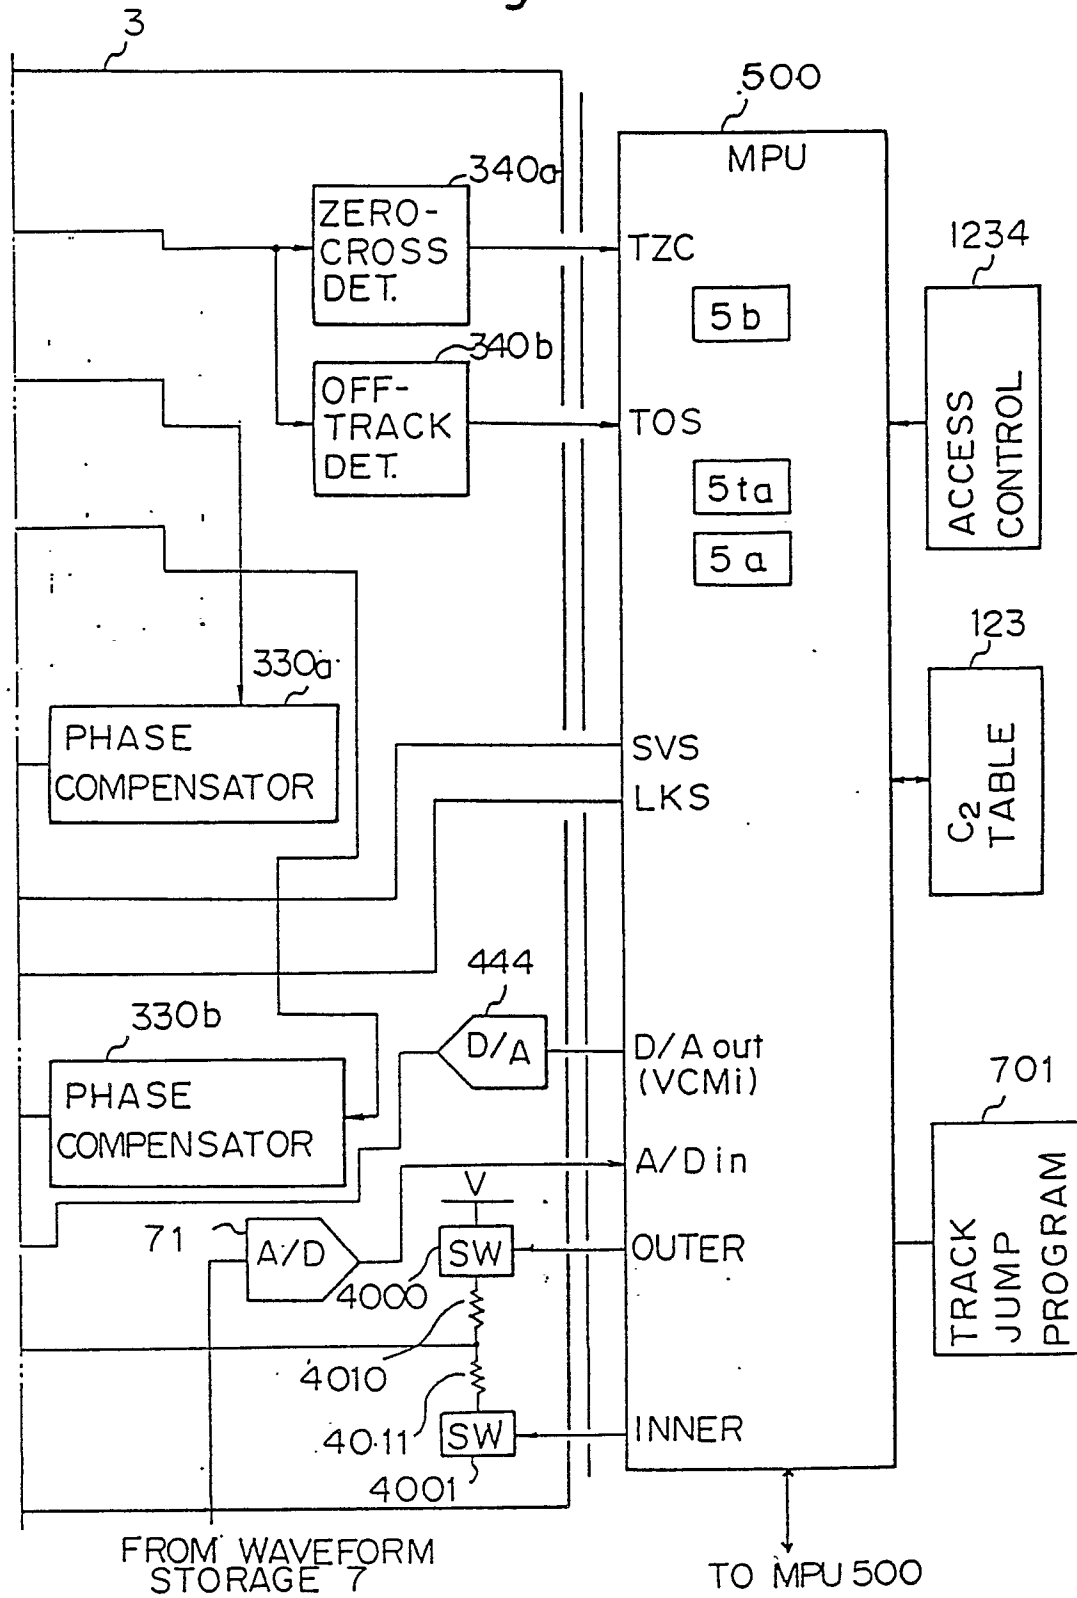 3
500
MPU
340a
ZERO-
CROSS
DET.
TZC
1234
5b
340b
OFF-
TRACK
DET.
TOS
ACCESS
CONTROL
5ta
5a
123
330a
PHASE
COMPENSATOR
SVS
LKS
C2
TABLE
444
D/A
D/A out
(VCMi)
330b
PHASE
COMPENSATOR
701
A/D in
V
71
A/D
SW
OUTER
4000
TRACK
JUMP
PROGRAM
4010
40.11
SW
INNER
4001
FROM WAVEFORM
STORAGE 7
TO MPU 500